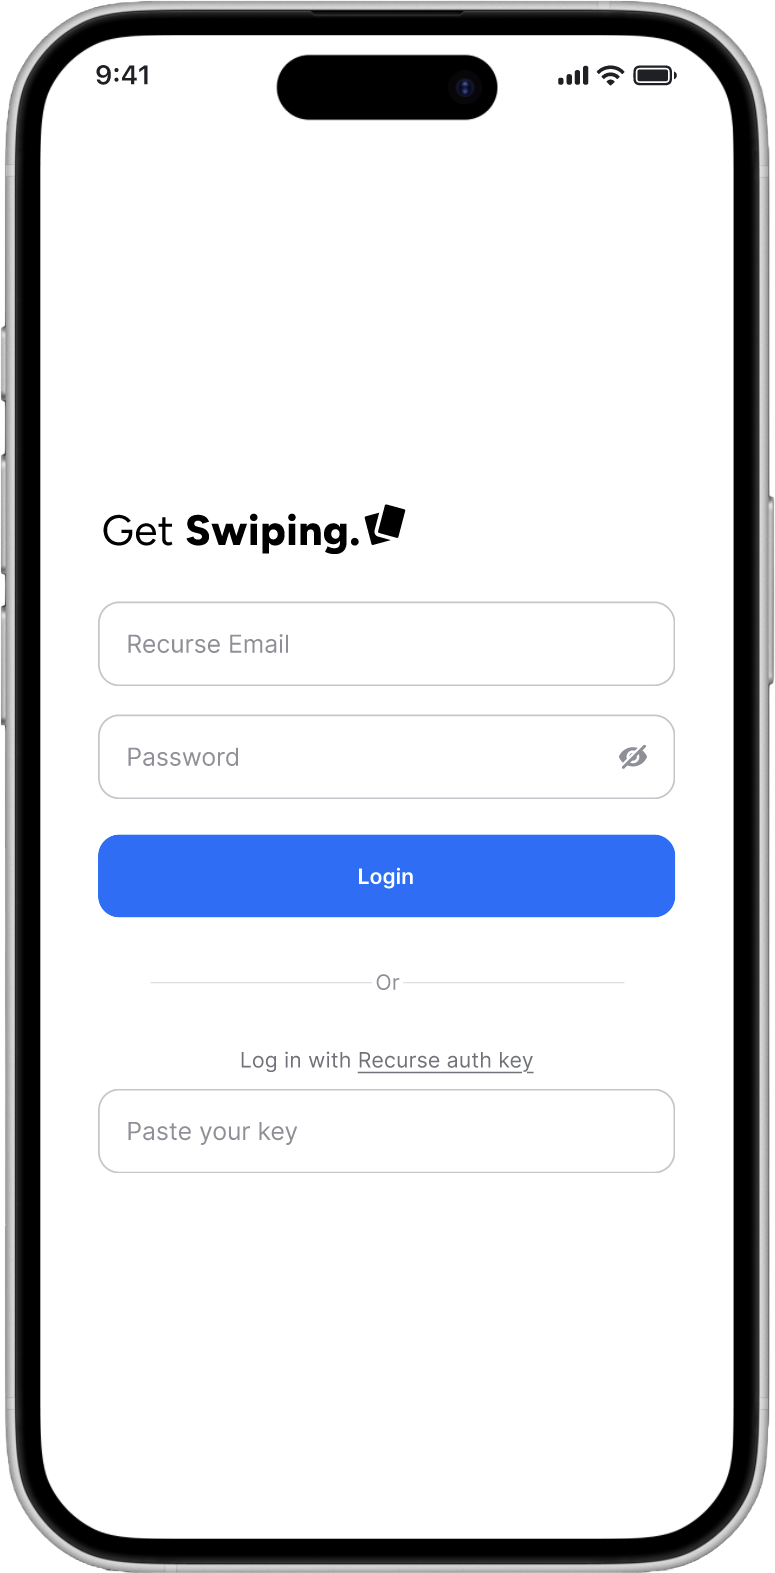 9:41
Get Swiping.
Recurse Email
Password
Login
Or
Log in with Recurse auth key
Paste your key